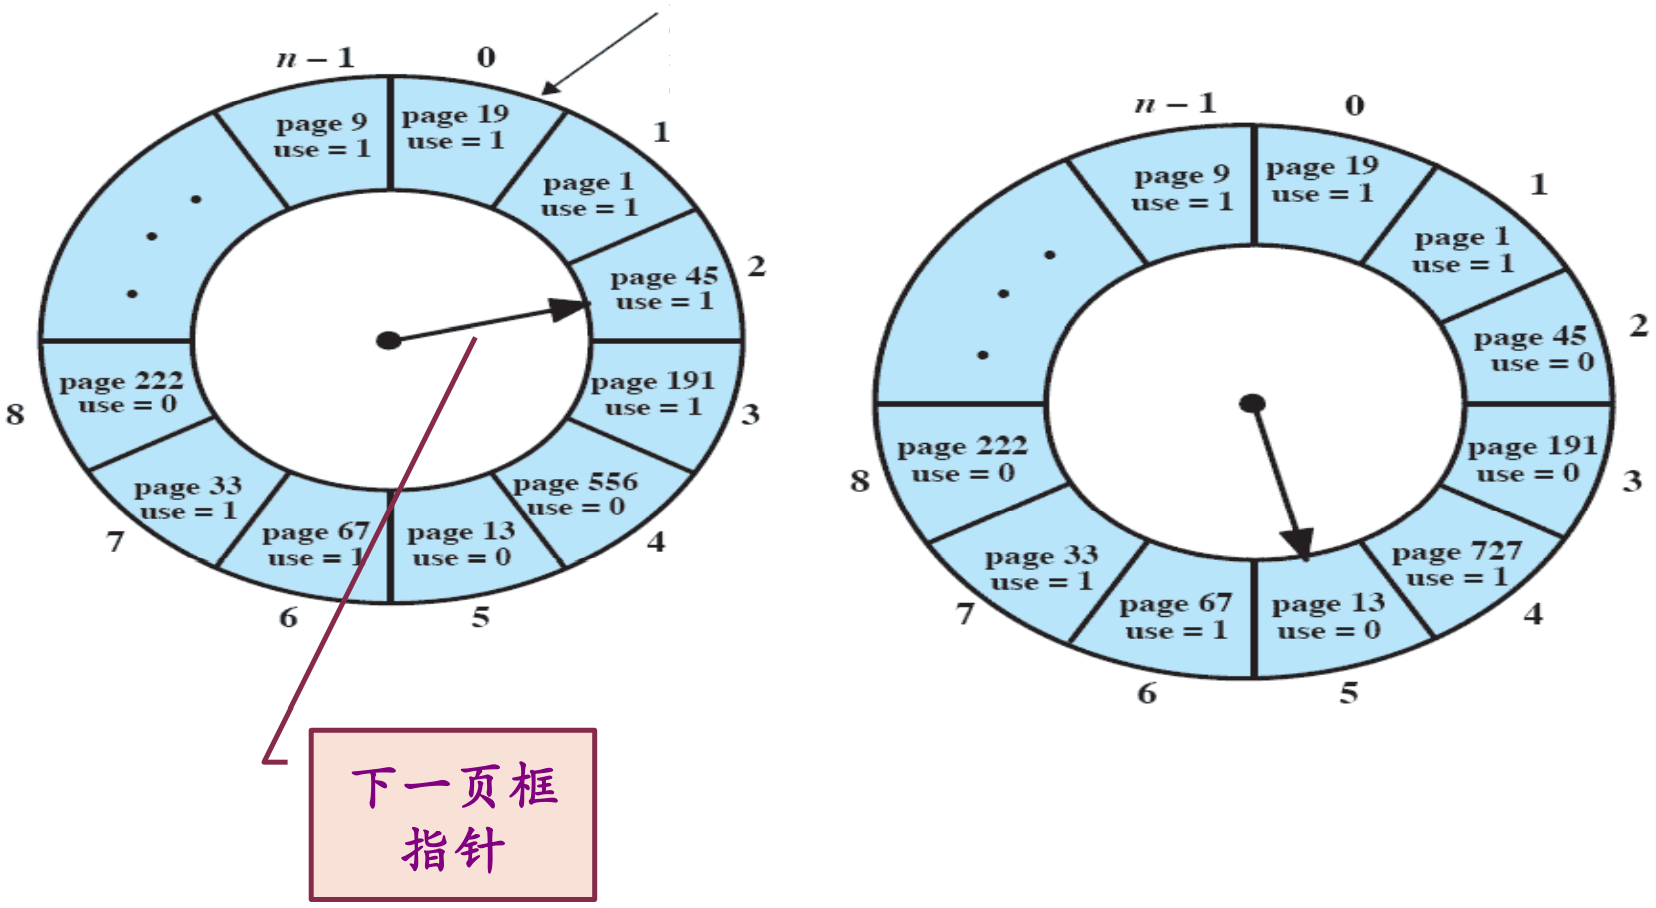 n – 1
0
page 9
use = 1
page 19
use = 1
1
page 1
use = 1
2
page 45
use = 1
page 191
use = 1
3
page 556
use = 0
4
page 13
use = 0
5
page 67
use = 1
6
page 33
use = 1
7
page 222
use = 0
8
下一页框
指针
n – 1
0
page 9
use = 1
page 19
use = 1
1
page 1
use = 1
2
page 45
use = 0
page 191
use = 0
3
page 727
use = 1
4
page 13
use = 0
5
page 67
use = 1
6
page 33
use = 1
7
page 222
use = 0
8